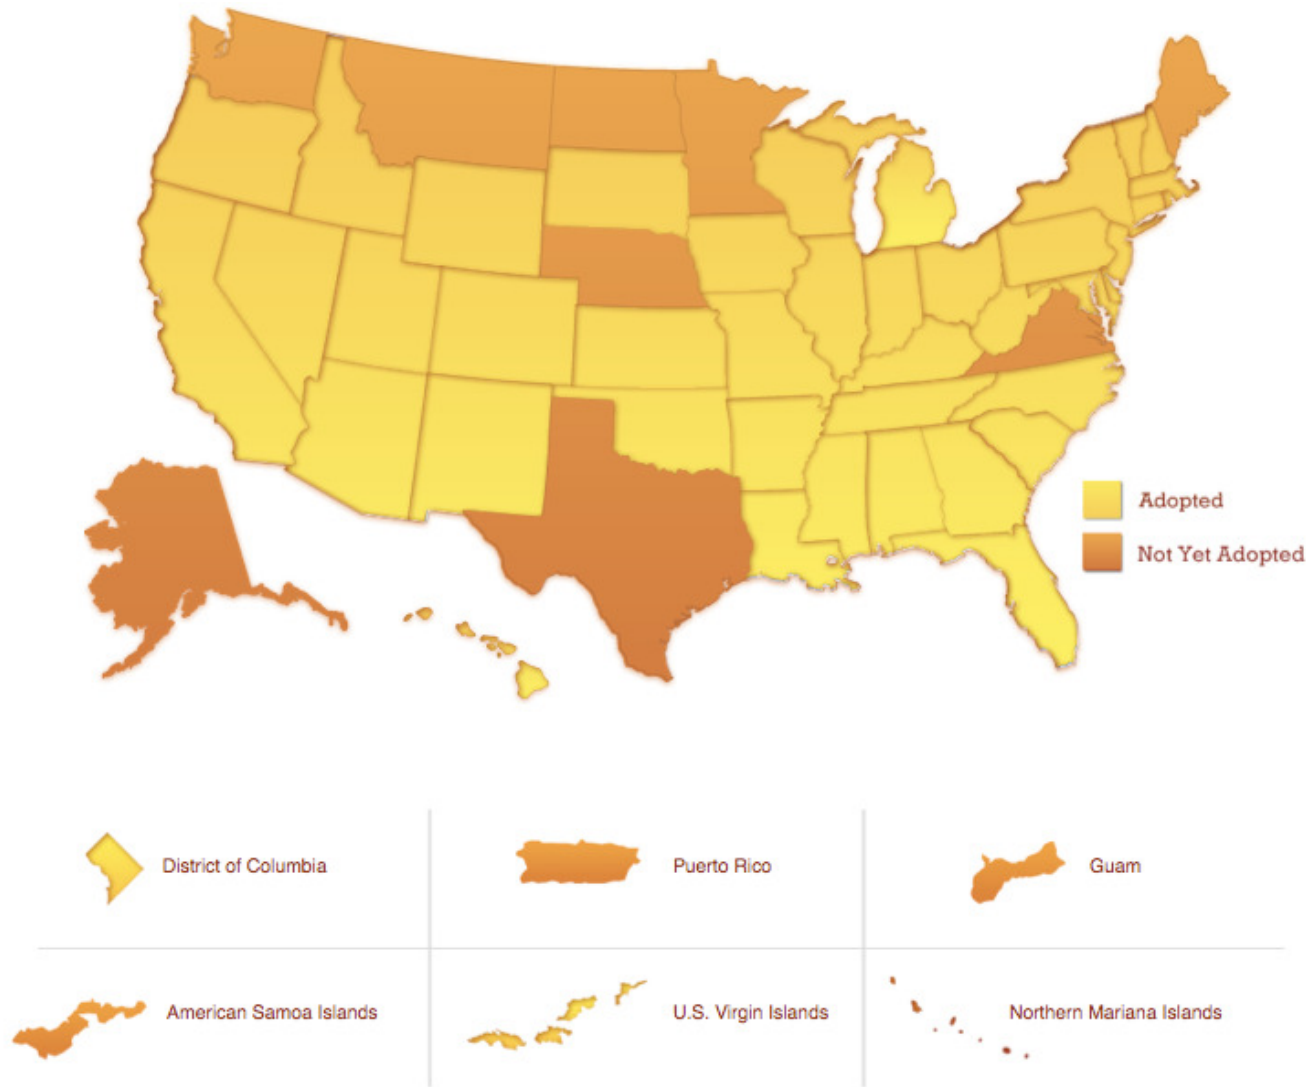 Adopted
Not Yet Adopted
District of Columbia
Puerto Rico
Guam
American Samoa Islands
U.S. Virgin Islands
Northern Mariana Islands